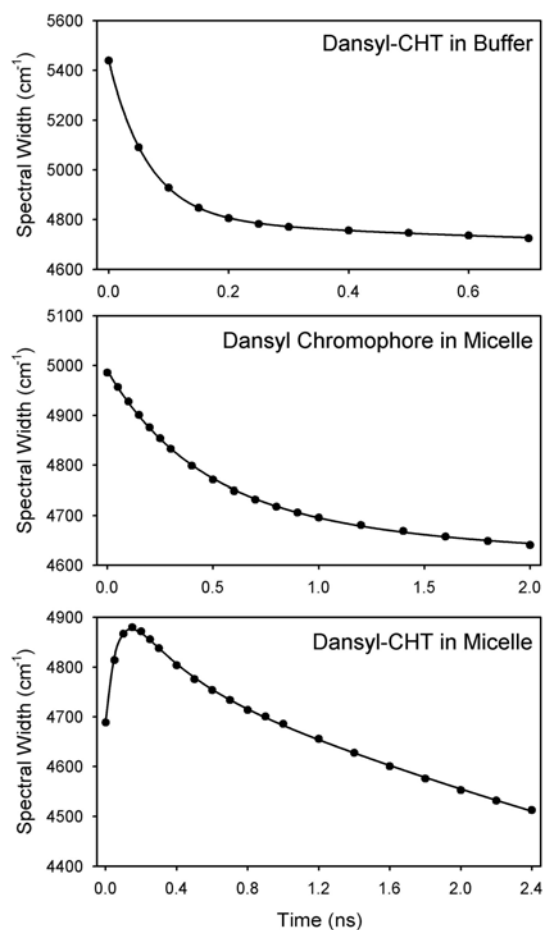 Dansyl-CHT in Buffer
Spectral Width (cm⁻¹)
5600
5400
5200
5000
4800
4600
0.0 0.2 0.4 0.6
Dansyl Chromophore in Micelle
Spectral Width (cm⁻¹)
5100
5000
4900
4800
4700
4600
0.0 0.5 1.0 1.5 2.0
Dansyl-CHT in Micelle
Spectral Width (cm⁻¹)
4900
4800
4700
4600
4500
4400
0.0 0.4 0.8 1.2 1.6 2.0 2.4
Time (ns)